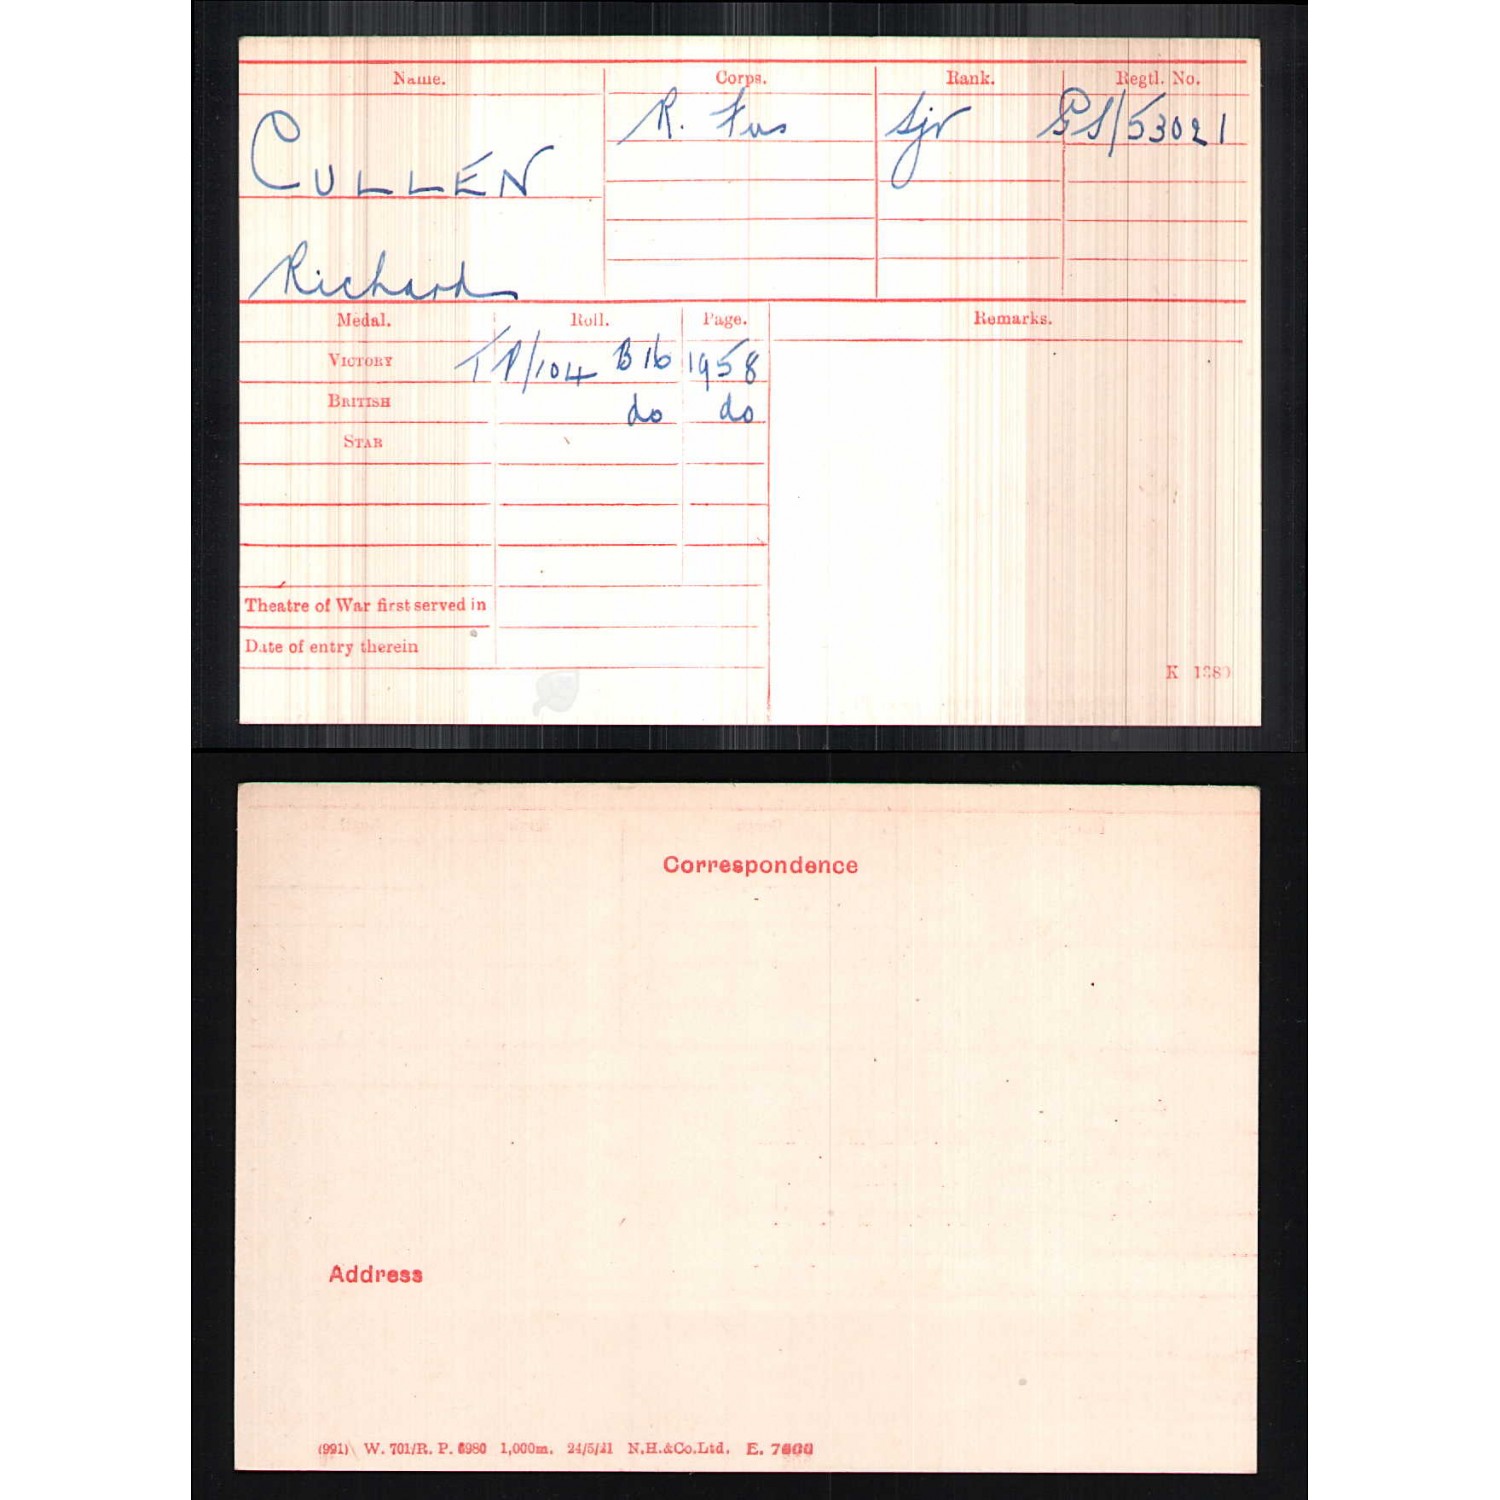 Name. Corps. Rank. Regtl. No.
CULLEN R. Fus Sjr GS/53021
Richard
Medal. Roll. Page. Remarks.
VICTORY TP/104 B16 1958
BRITISH do do
STAR
Theatre of War first served in
Date of entry therein
K 1380
Correspondence
Address
(991) W. 701/R. P. 6980 1,000m. 24/5/21 N.H.&Co.Ltd.